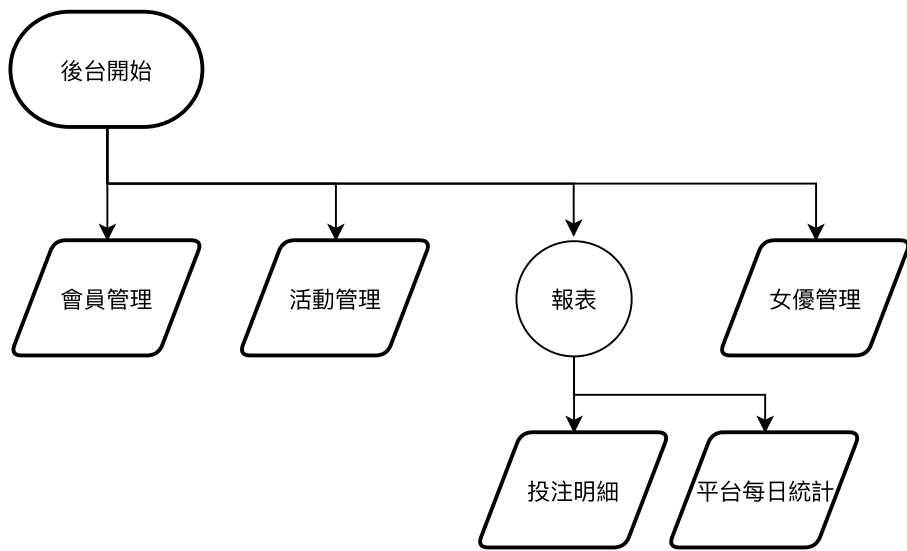 後台開始
會員管理
活動管理
報表
女優管理
投注明細
平台每日統計